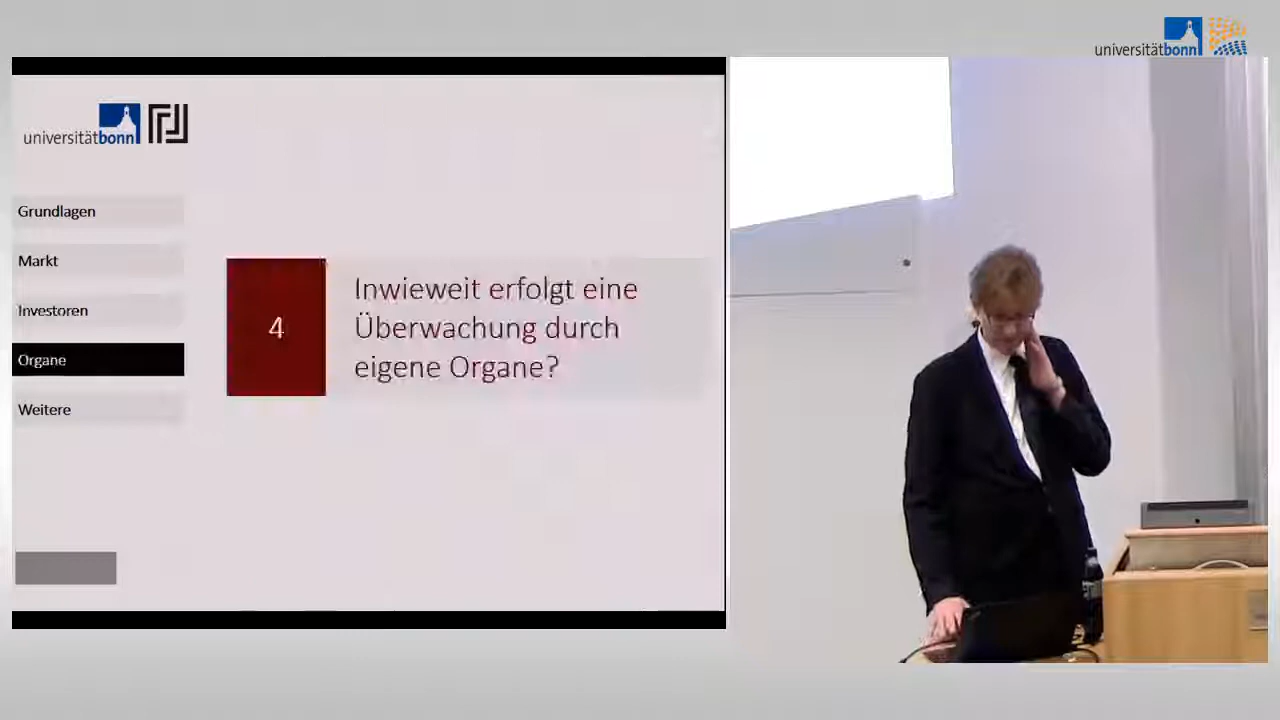 universitätbonn
universitätbonn
Grundlagen
Markt
Investoren
Organe
Weitere
4
Inwieweit erfolgt eine
Überwachung durch
eigene Organe?